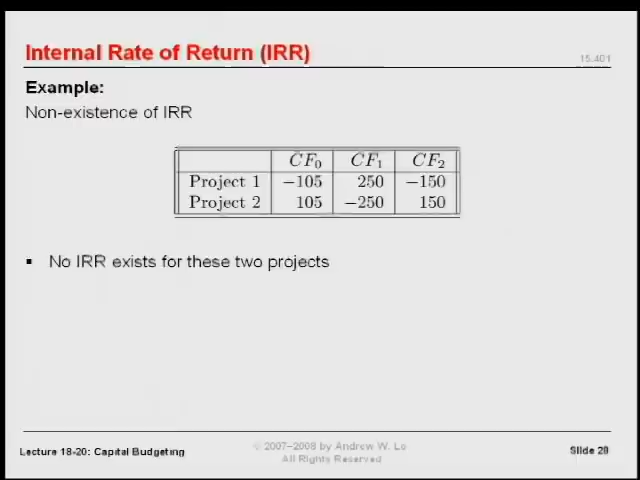 Internal Rate of Return (IRR)
15.401
Example:
Non-existence of IRR
CF0 CF1 CF2
Project 1 −105 250 −150
Project 2 105 −250 150
▪ No IRR exists for these two projects
Lecture 18-20: Capital Budgeting
© 2007–2008 by Andrew W. Lo
All Rights Reserved
Slide 20